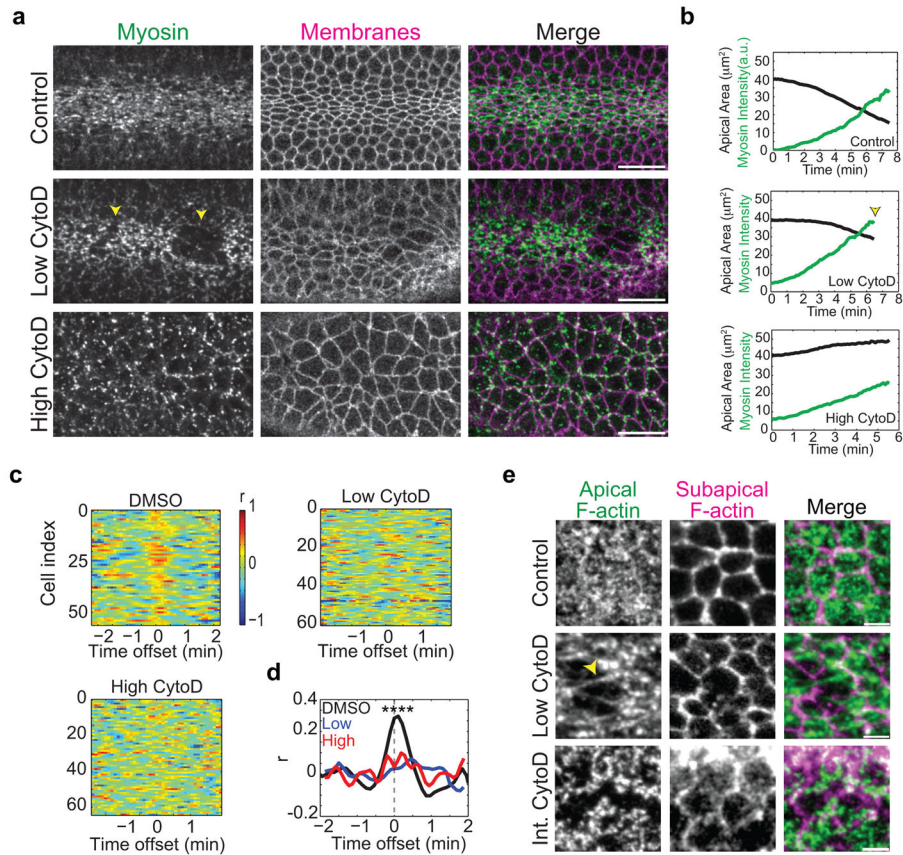 a
Myosin
Membranes
Merge
Control
Low CytoD
High CytoD
b
Apical Area (μm²)
Myosin Intensity(a.u.)
50
40
30
20
10
0
0 1 2 3 4 5 6 7 8
Time (min)
Control
Apical Area (μm²)
Myosin Intensity
50
40
30
20
10
0
0 1 2 3 4 5 6 7 8
Time (min)
Low CytoD
Apical Area (μm²)
Myosin Intensity
50
40
30
20
10
0
0 1 2 3 4 5 6
Time (min)
High CytoD
c
DMSO
Cell index
0
25
50
−2 −1 0 1 2
Time offset (min)
r
1
0
−1
Low CytoD
0
20
40
60
−1 0 1
Time offset (min)
High CytoD
0
20
40
60
−1 0 1
Time offset (min)
d
r
0.4
0.2
0
-0.2
DMSO
Low
High
****
−2 −1 0 1 2
Time offset (min)
e
Apical
F-actin
Subapical
F-actin
Merge
Control
Low CytoD
Int. CytoD